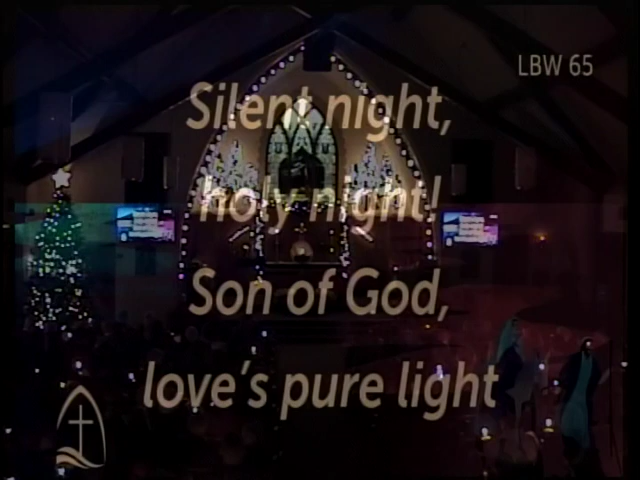 LBW 65
Silent night,
holy night!
Son of God,
love's pure light